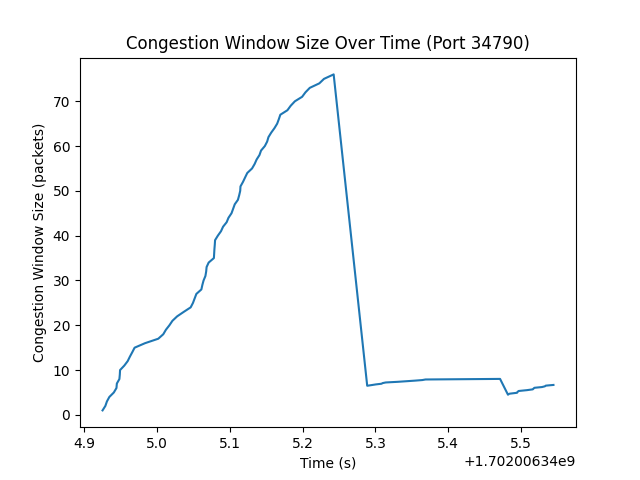 Congestion Window Size Over Time (Port 34790)
Congestion Window Size (packets)
70
60
50
40
30
20
10
0
4.9 5.0 5.1 5.2 5.3 5.4 5.5
Time (s)
+1.70200634e9